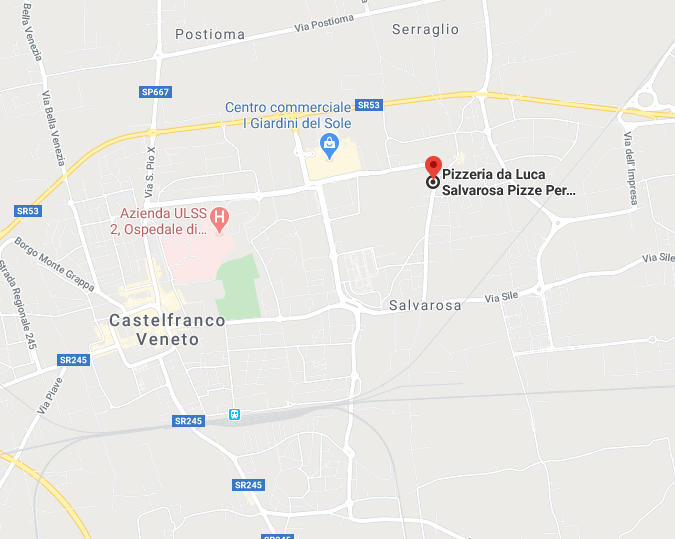 Della Venezia
Via Postioma
Postioma
Serraglio
SP667
Via Bella Venezia
Centro commerciale
I Giardini del Sole
SR53
Via dell' Impresa
Via S. Pio X
Pizzeria da Luca
Salvarosa Pizze Per...
SR53
Azienda ULSS
2, Ospedale di...
H
Borgo Monte Grappa
Via Sile
Strada Regionale 245
Via Sile
Salvarosa
Castelfranco
Veneto
SR245
Via Piave
SR245
SR245
SR245